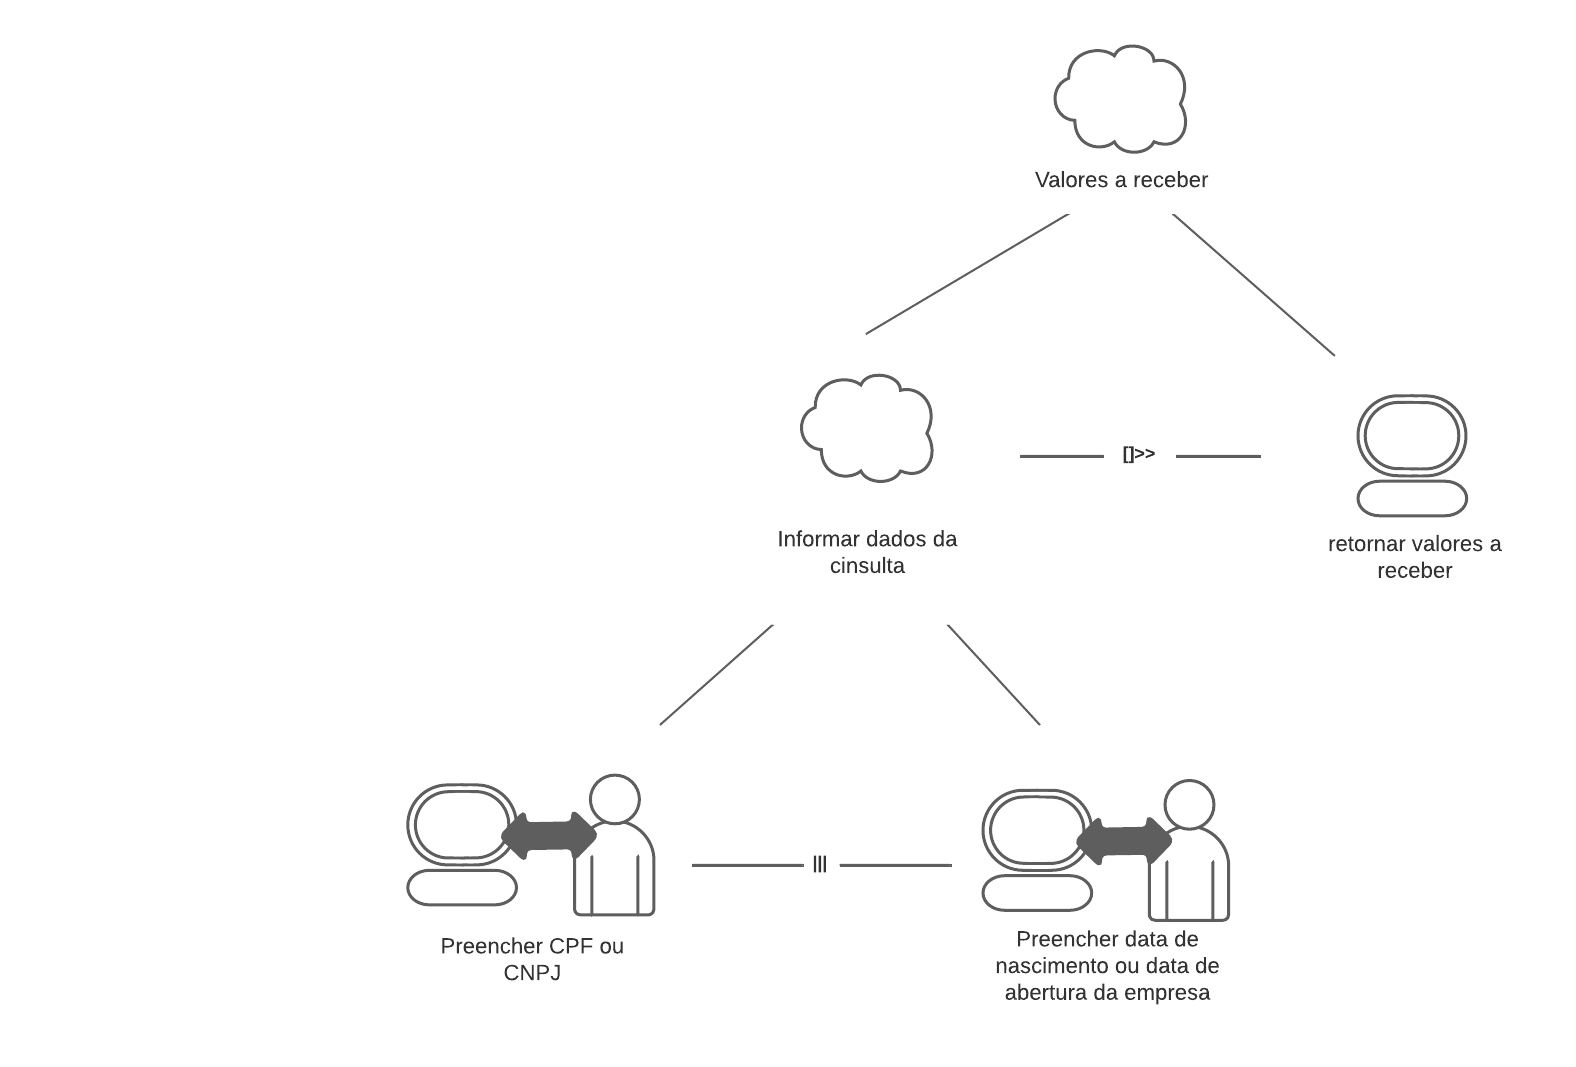 Valores a receber
[]>>
Informar dados da
cinsulta
retornar valores a
receber
|||
Preencher CPF ou
CNPJ
Preencher data de
nascimento ou data de
abertura da empresa